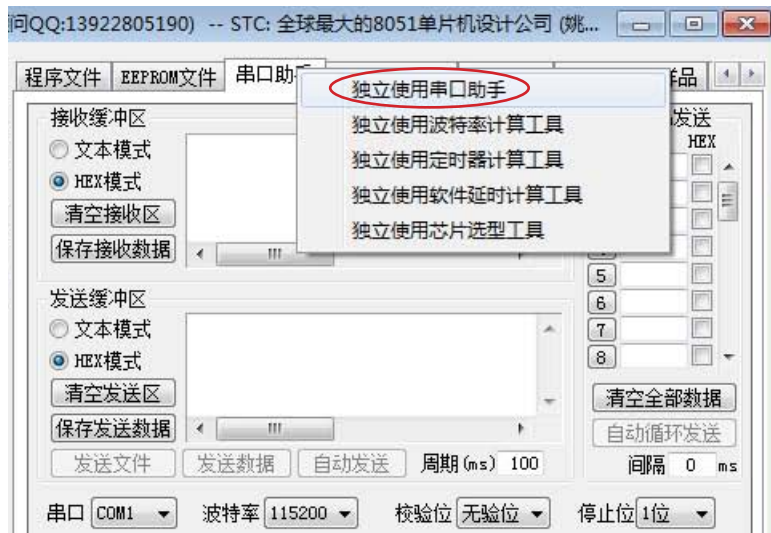 问QQ:13922805190) -- STC: 全球最大的8051单片机设计公司 (姚...
程序文件 EEPROM文件 串口助 样品
独立使用串口助手
独立使用波特率计算工具
独立使用定时器计算工具
独立使用软件延时计算工具
独立使用芯片选型工具
接收缓冲区
文本模式
HEX模式
清空接收区
保存接收数据
发送
HEX
5
6
7
8
发送缓冲区
文本模式
HEX模式
清空发送区
保存发送数据
清空全部数据
自动循环发送
发送文件 发送数据 自动发送 周期(ms) 100 间隔 0 ms
串口 COM1 波特率 115200 校验位 无验位 停止位 1位